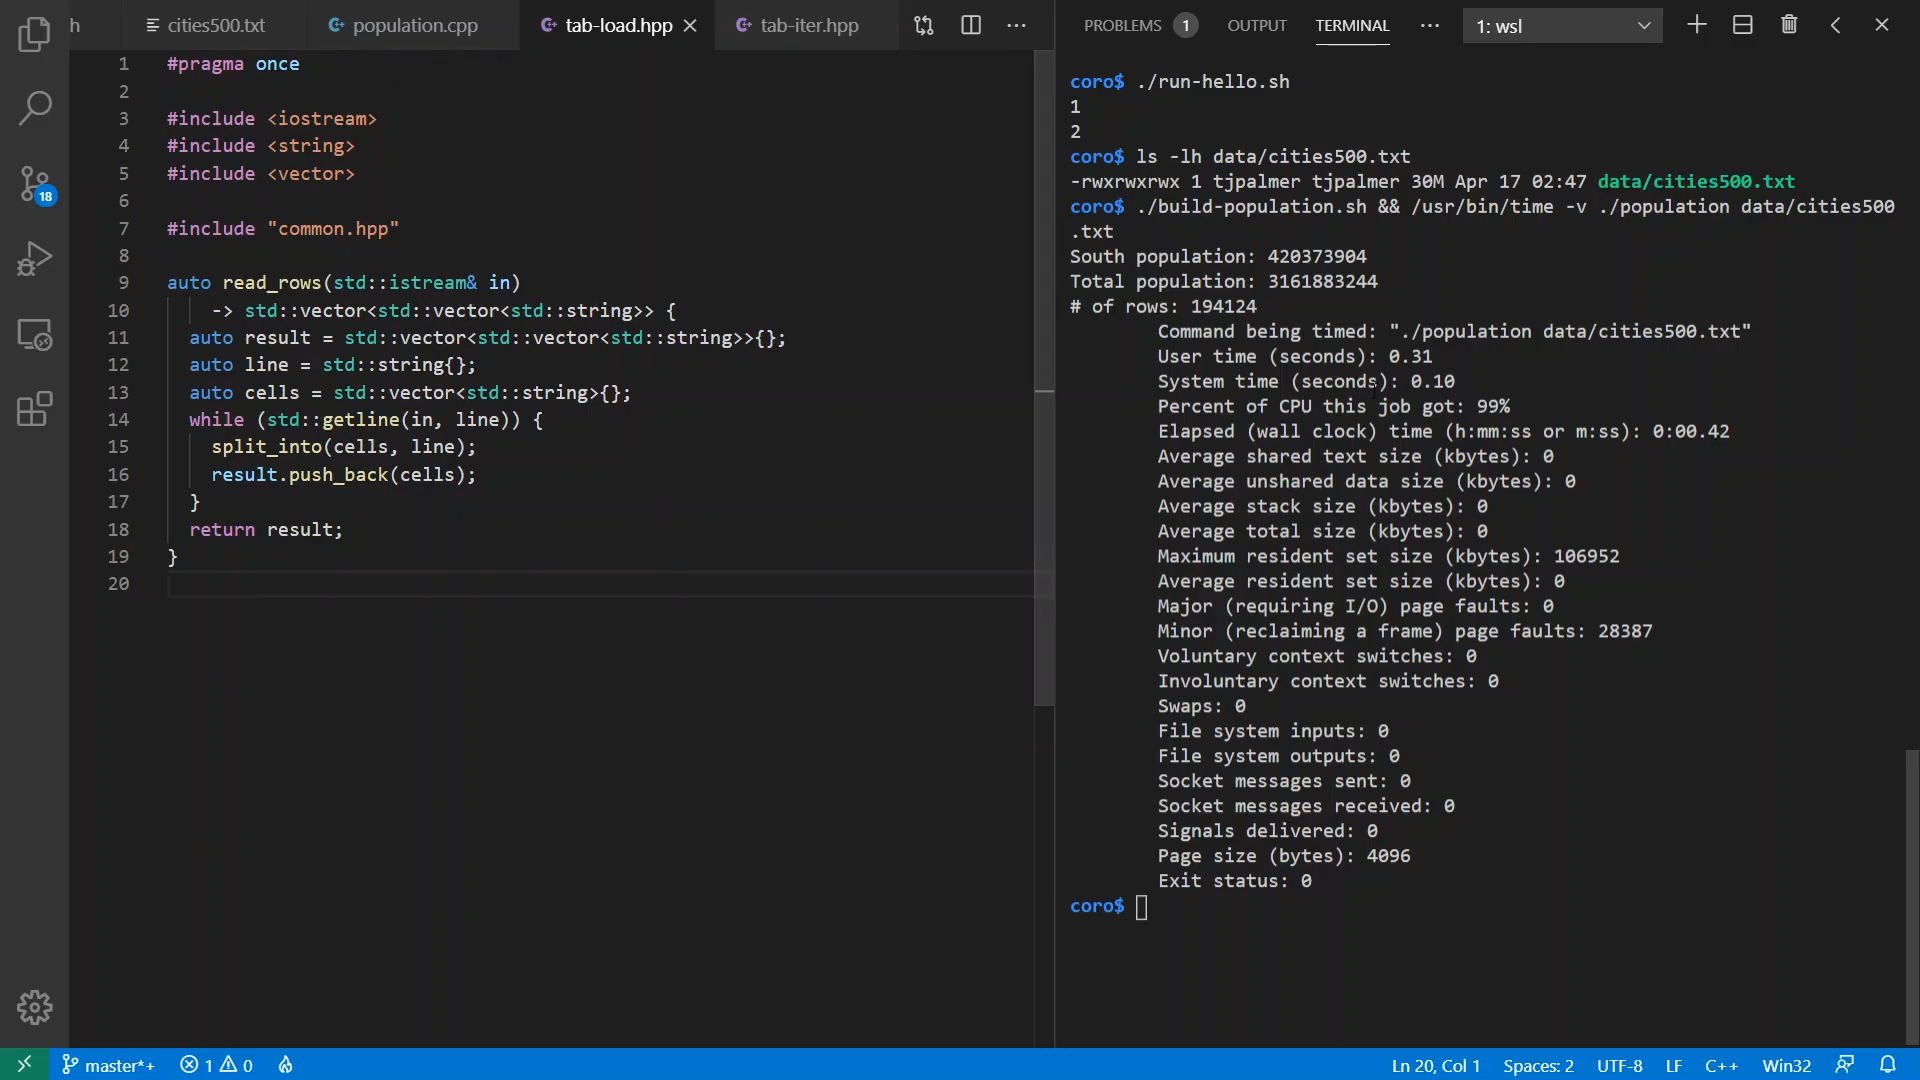 h cities500.txt population.cpp tab-load.hpp tab-iter.hpp
1 #pragma once
2
3 #include <iostream>
4 #include <string>
5 #include <vector>
6
7 #include "common.hpp"
8
9 auto read_rows(std::istream& in)
10 -> std::vector<std::vector<std::string>> {
11 auto result = std::vector<std::vector<std::string>>{};
12 auto line = std::string{};
13 auto cells = std::vector<std::string>{};
14 while (std::getline(in, line)) {
15 split_into(cells, line);
16 result.push_back(cells);
17 }
18 return result;
19 }
20
18
PROBLEMS 1 OUTPUT TERMINAL ··· 1: wsl
coro$ ./run-hello.sh
1
2
coro$ ls -lh data/cities500.txt
-rwxrwxrwx 1 tjpalmer tjpalmer 30M Apr 17 02:47 data/cities500.txt
coro$ ./build-population.sh && /usr/bin/time -v ./population data/cities500
.txt
South population: 420373904
Total population: 3161883244
# of rows: 194124
Command being timed: "./population data/cities500.txt"
User time (seconds): 0.31
System time (seconds): 0.10
Percent of CPU this job got: 99%
Elapsed (wall clock) time (h:mm:ss or m:ss): 0:00.42
Average shared text size (kbytes): 0
Average unshared data size (kbytes): 0
Average stack size (kbytes): 0
Average total size (kbytes): 0
Maximum resident set size (kbytes): 106952
Average resident set size (kbytes): 0
Major (requiring I/O) page faults: 0
Minor (reclaiming a frame) page faults: 28387
Voluntary context switches: 0
Involuntary context switches: 0
Swaps: 0
File system inputs: 0
File system outputs: 0
Socket messages sent: 0
Socket messages received: 0
Signals delivered: 0
Page size (bytes): 4096
Exit status: 0
coro$
master*+ 1 0 Ln 20, Col 1 Spaces: 2 UTF-8 LF C++ Win32